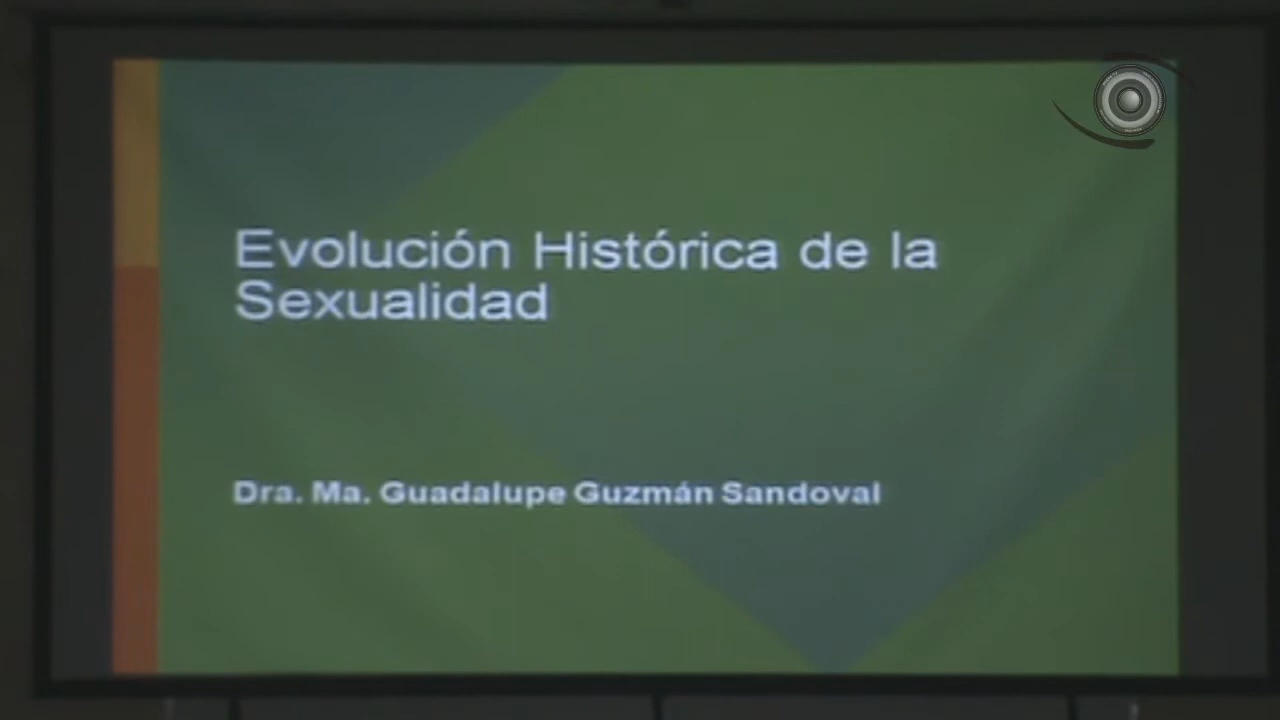 Evolución Histórica de la
Sexualidad
Dra. Ma. Guadalupe Guzmán Sandoval